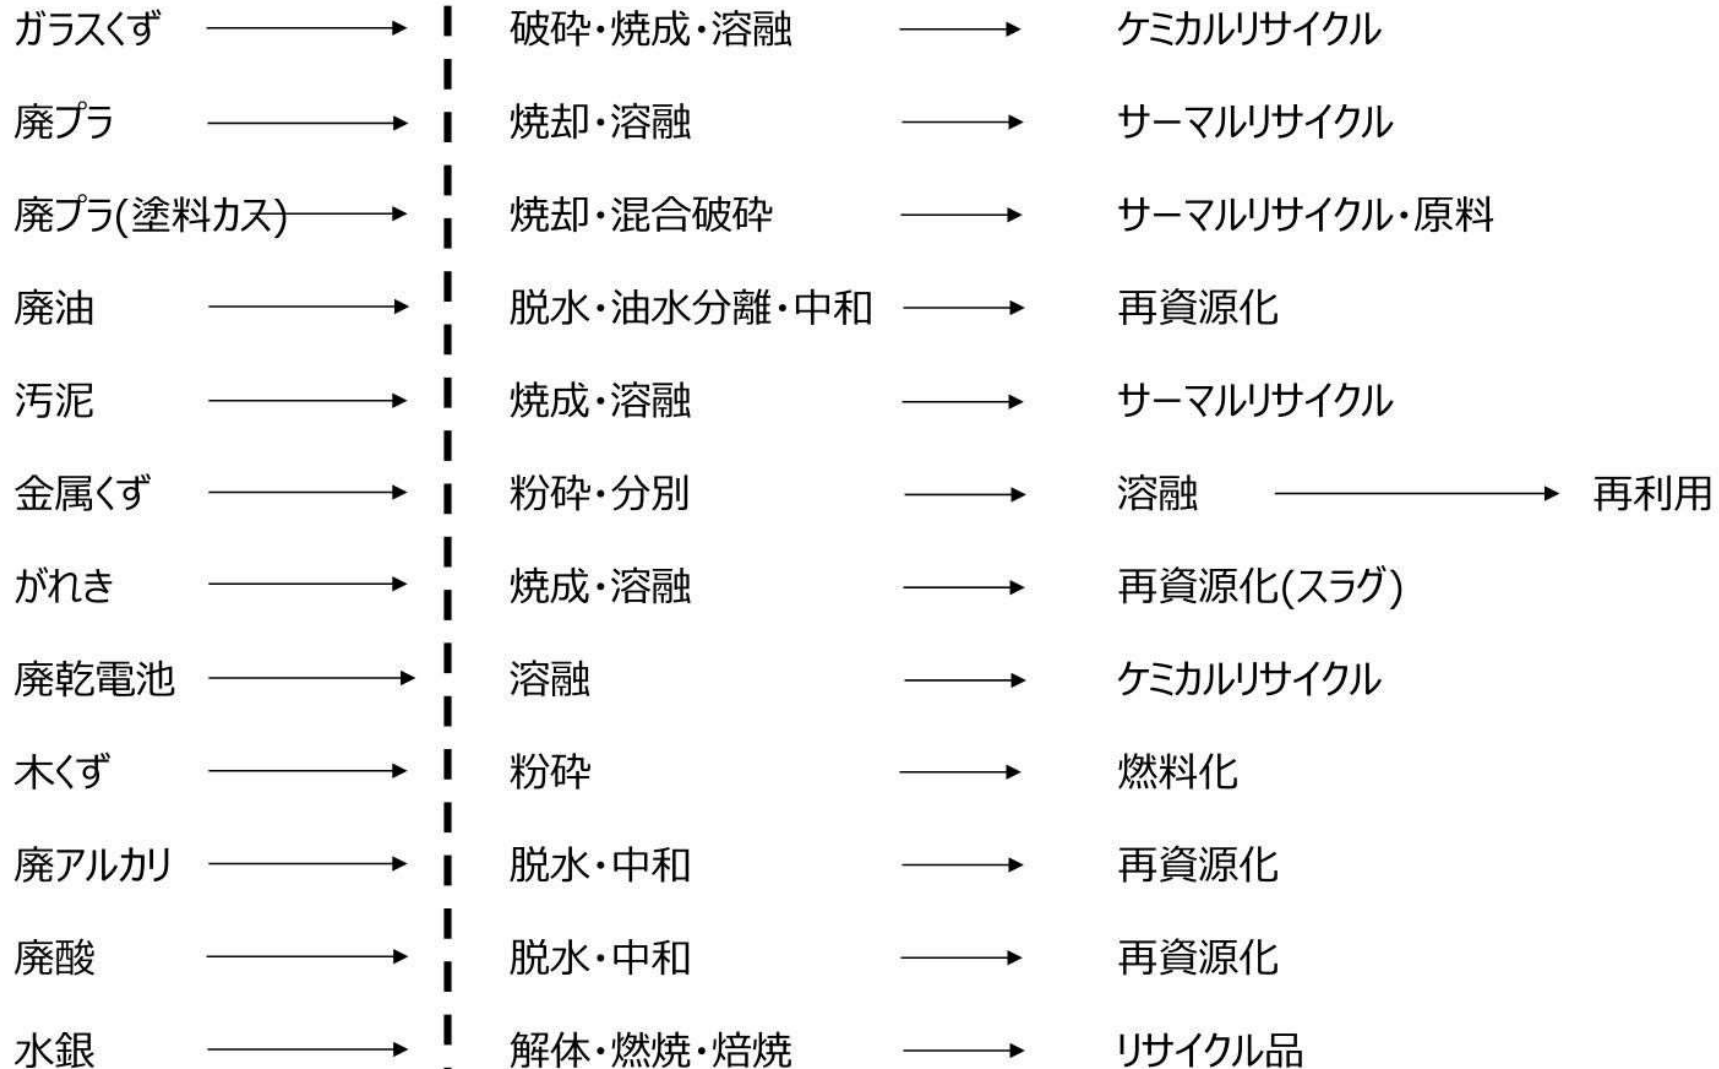 ガラスくず 破砕・焼成・溶融 ケミカルリサイクル
廃プラ 焼却・溶融 サーマルリサイクル
廃プラ(塗料カス) 焼却・混合破砕 サーマルリサイクル・原料
廃油 脱水・油水分離・中和 再資源化
汚泥 焼成・溶融 サーマルリサイクル
金属くず 粉砕・分別 溶融 再利用
がれき 焼成・溶融 再資源化(スラグ)
廃乾電池 溶融 ケミカルリサイクル
木くず 粉砕 燃料化
廃アルカリ 脱水・中和 再資源化
廃酸 脱水・中和 再資源化
水銀 解体・燃焼・焙焼 リサイクル品